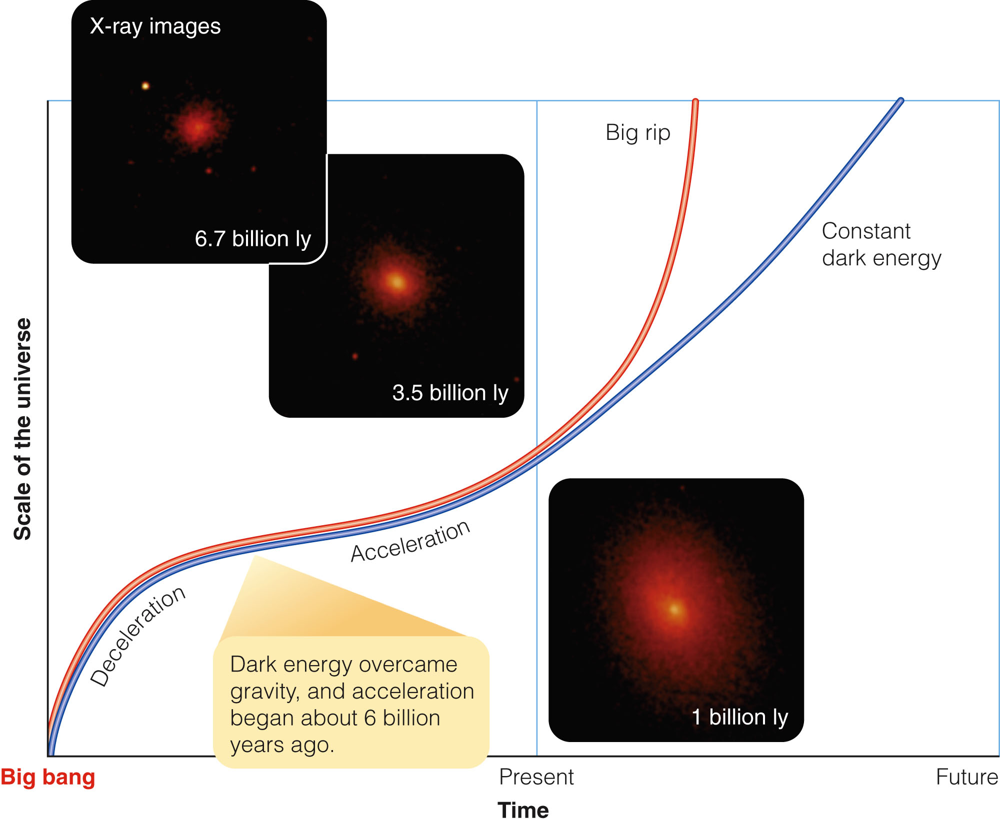 X-ray images
6.7 billion ly
3.5 billion ly
Big rip
Constant
dark energy
Scale of the universe
Acceleration
Deceleration
Dark energy overcame
gravity, and acceleration
began about 6 billion
years ago.
1 billion ly
Big bang
Present
Future
Time